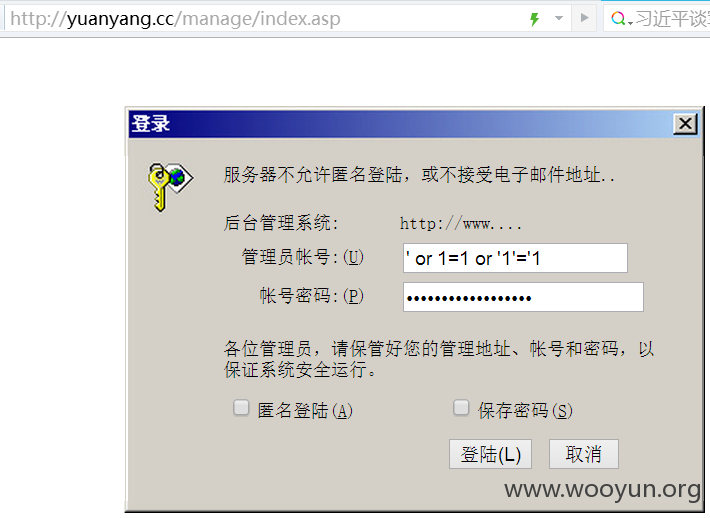 http://yuanyang.cc/manage/index.asp
习近平谈写
登录
服务器不允许匿名登陆，或不接受电子邮件地址..
后台管理系统: http://www....
管理员帐号:(U) ' or 1=1 or '1'='1
帐号密码:(P) ••••••••••••••••••
各位管理员，请保管好您的管理地址、帐号和密码，以
保证系统安全运行。
匿名登陆(A) 保存密码(S)
登陆(L) 取消
www.wooyun.org